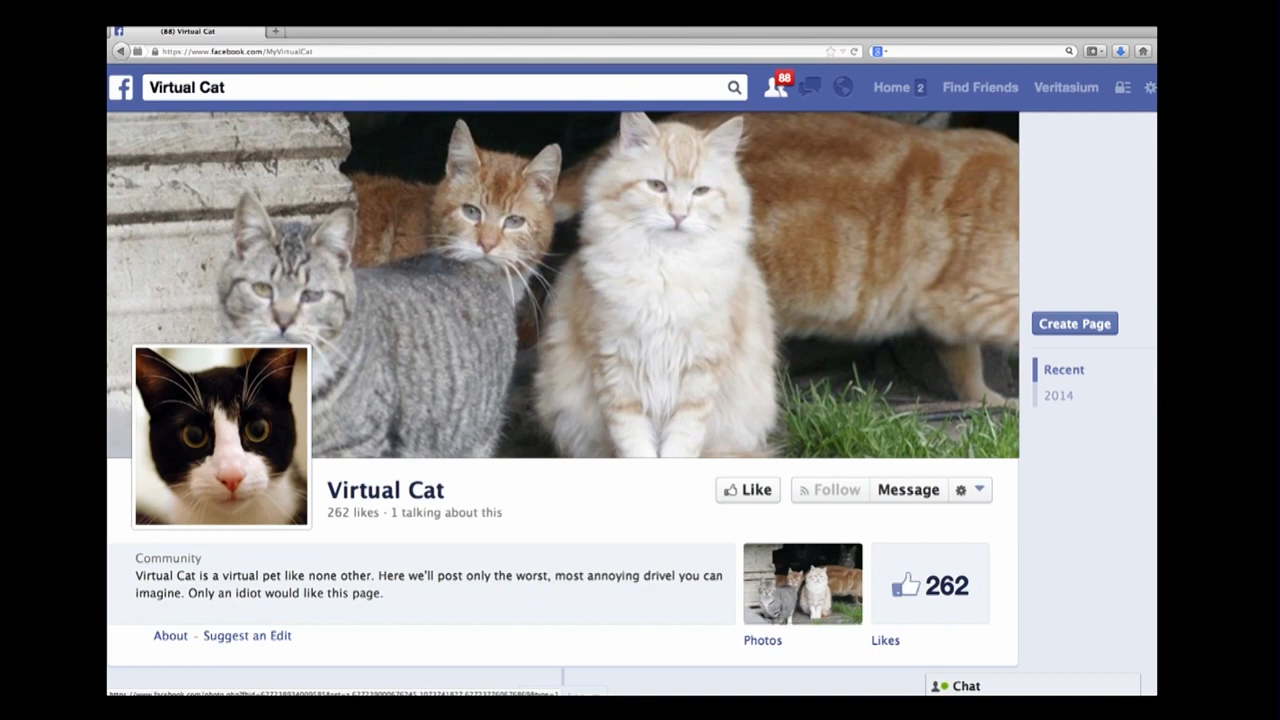 (88) Virtual Cat
https://www.facebook.com/MyVirtualCat
Virtual Cat
88
Home 2
Find Friends
Veritasium
Create Page
Recent
2014
Virtual Cat
262 likes · 1 talking about this
Like
Follow
Message
Community
Virtual Cat is a virtual pet like none other. Here we'll post only the worst, most annoying drivel you can
imagine. Only an idiot would like this page.
262
About - Suggest an Edit
Photos
Likes
Chat